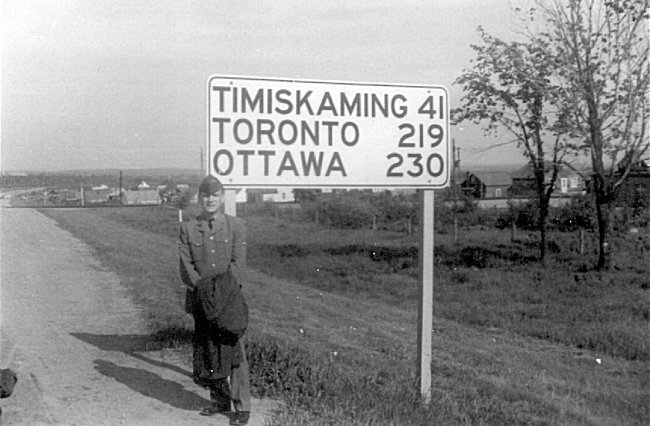 TIMISKAMING 41
TORONTO 219
OTTAWA 230